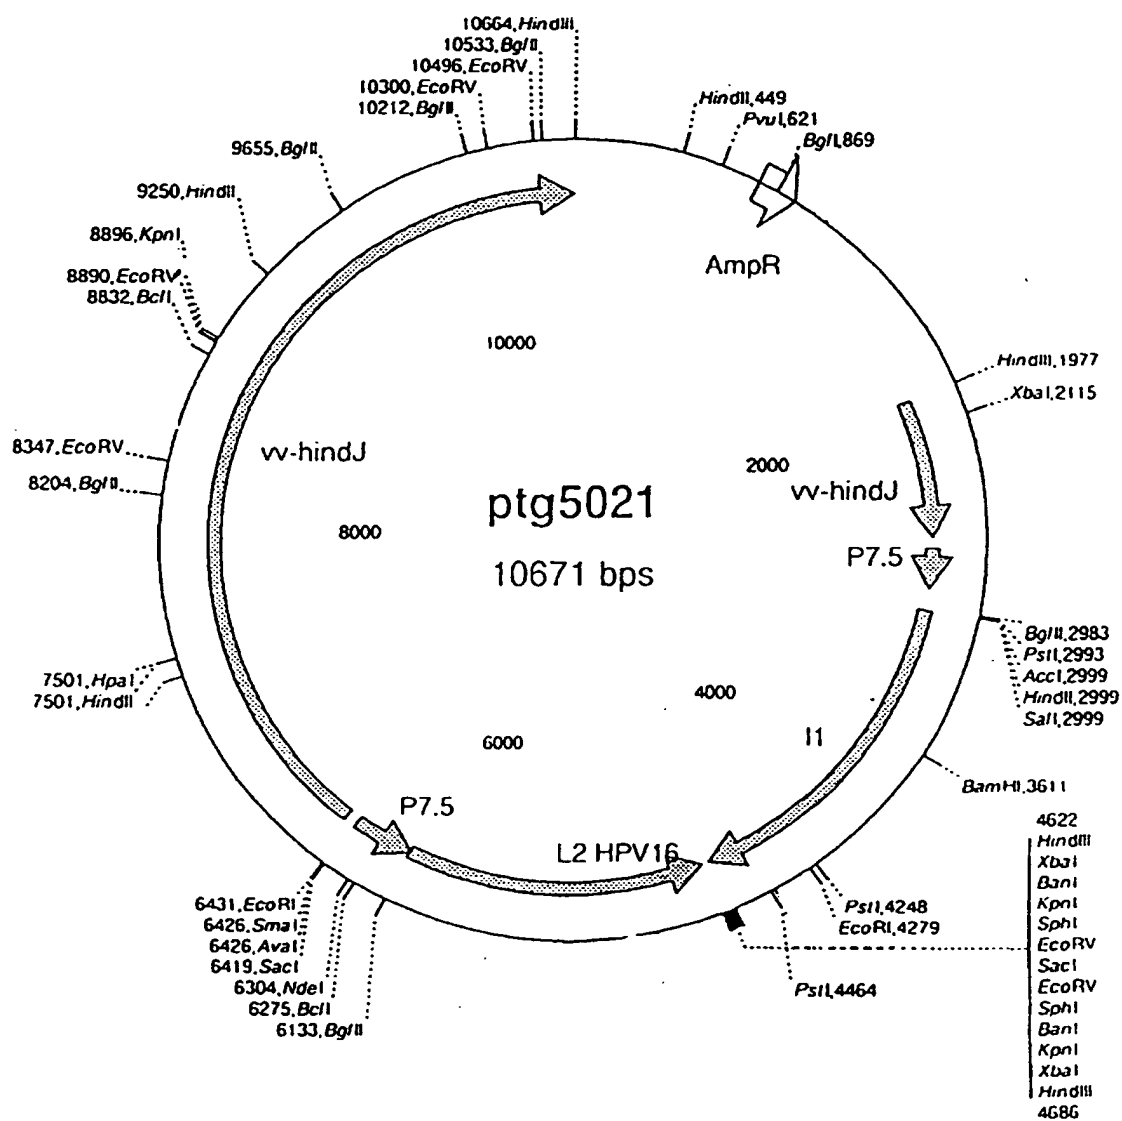 10664,HindIII
10533,BglII
10496,EcoRV
10300,EcoRV
10212,BglII
9655,BglII
9250,HindII
8896,KpnI
8890,EcoRV
8832,BclI
8347,EcoRV
8204,BglII
7501,HpaI
7501,HindII
6431,EcoRI
6426,SmaI
6426,AvaI
6419,SacI
6304,NdeI
6275,BclI
6133,BglII
HindII,449
PvuI,621
BglI,869
AmpR
HindIII,1977
XbaI,2115
10000
2000
vv-hindJ
vv-hindJ
8000
ptg5021
10671 bps
P7.5
BglII,2983
PstI,2993
AccI,2999
HindII,2999
SalI,2999
4000
6000
l1
BamHI,3611
P7.5
L2 HPV16
PstI,4248
EcoRI,4279
PstI,4464
4622
HindIII
XbaI
BanI
KpnI
SphI
EcoRV
SacI
EcoRV
SphI
BanI
KpnI
XbaI
HindIII
4686